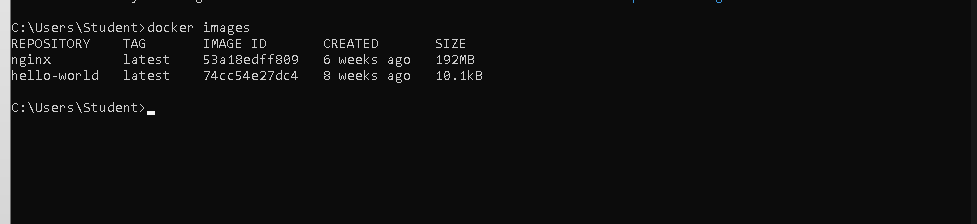 C:\Users\Student>docker images
REPOSITORY    TAG       IMAGE ID       CREATED       SIZE
nginx         latest    53a18edff809   6 weeks ago   192MB
hello-world   latest    74cc54e27dc4   8 weeks ago   10.1kB
C:\Users\Student>